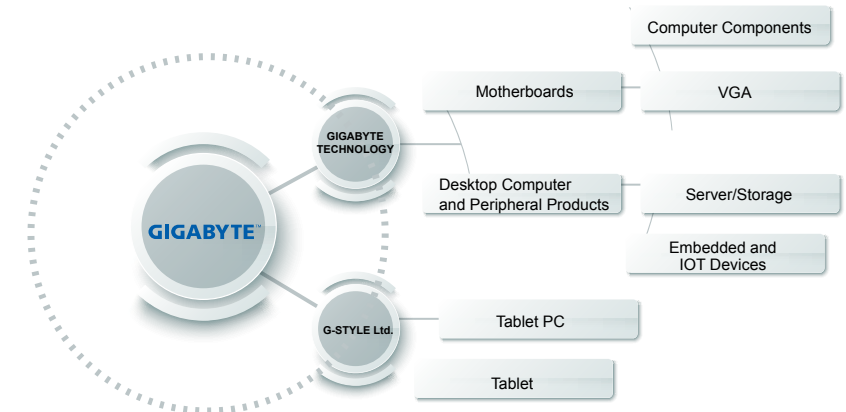 Computer Components
Motherboards
VGA
GIGABYTE
TECHNOLOGY
Desktop Computer
and Peripheral Products
Server/Storage
GIGABYTE™
Embedded and
IOT Devices
G-STYLE Ltd.
Tablet PC
Tablet